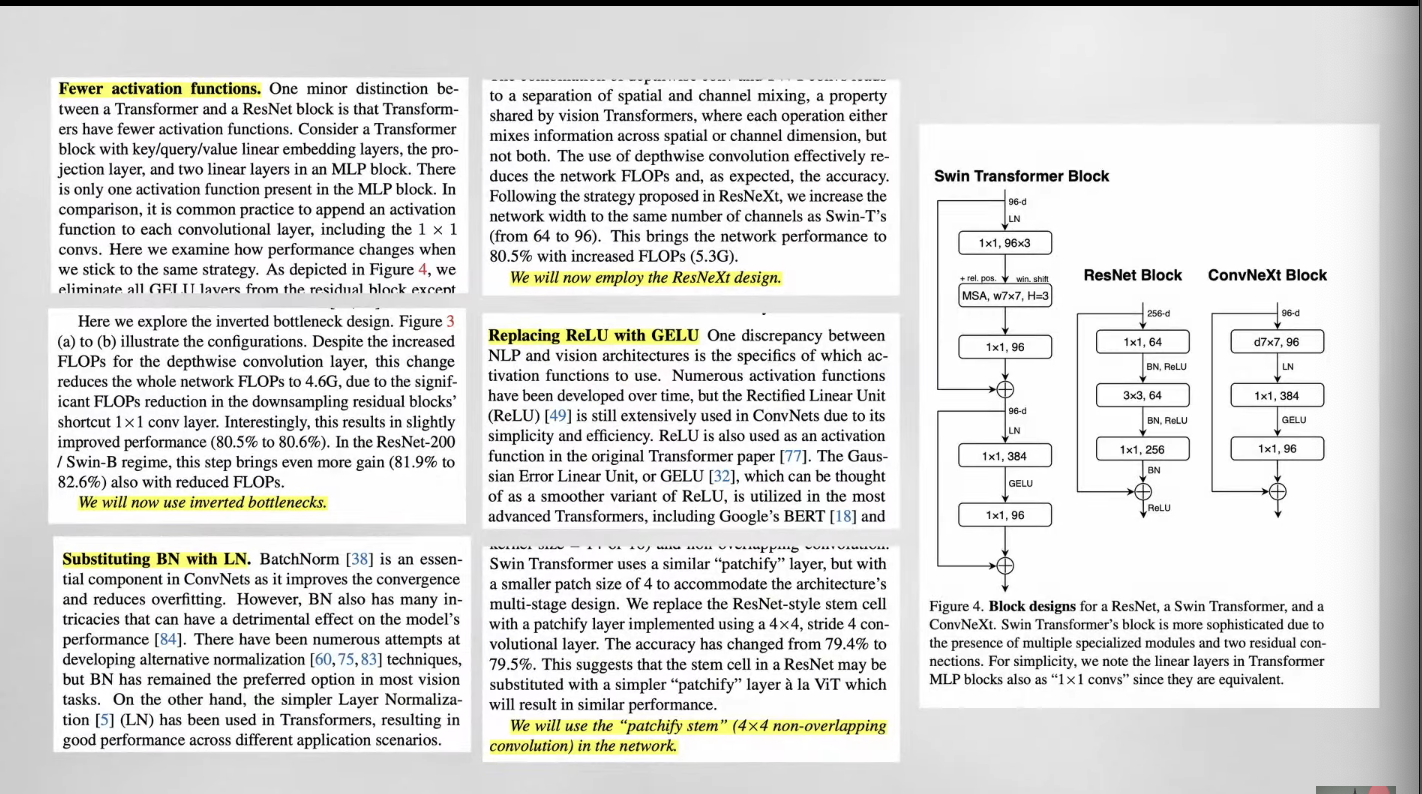 Fewer activation functions. One minor distinction be-
tween a Transformer and a ResNet block is that Transform-
ers have fewer activation functions. Consider a Transformer
block with key/query/value linear embedding layers, the pro-
jection layer, and two linear layers in an MLP block. There
is only one activation function present in the MLP block. In
comparison, it is common practice to append an activation
function to each convolutional layer, including the 1 × 1
convs. Here we examine how performance changes when
we stick to the same strategy. As depicted in Figure 4, we
eliminate all GELU layers from the residual block except
Here we explore the inverted bottleneck design. Figure 3
(a) to (b) illustrate the configurations. Despite the increased
FLOPs for the depthwise convolution layer, this change
reduces the whole network FLOPs to 4.6G, due to the signif-
icant FLOPs reduction in the downsampling residual blocks'
shortcut 1×1 conv layer. Interestingly, this results in slightly
improved performance (80.5% to 80.6%). In the ResNet-200
/ Swin-B regime, this step brings even more gain (81.9% to
82.6%) also with reduced FLOPs.
We will now use inverted bottlenecks.
Substituting BN with LN. BatchNorm [38] is an essen-
tial component in ConvNets as it improves the convergence
and reduces overfitting. However, BN also has many in-
tricacies that can have a detrimental effect on the model's
performance [84]. There have been numerous attempts at
developing alternative normalization [60,75,83] techniques,
but BN has remained the preferred option in most vision
tasks. On the other hand, the simpler Layer Normaliza-
tion [5] (LN) has been used in Transformers, resulting in
good performance across different application scenarios.
to a separation of spatial and channel mixing, a property
shared by vision Transformers, where each operation either
mixes information across spatial or channel dimension, but
not both. The use of depthwise convolution effectively re-
duces the network FLOPs and, as expected, the accuracy.
Following the strategy proposed in ResNeXt, we increase the
network width to the same number of channels as Swin-T's
(from 64 to 96). This brings the network performance to
80.5% with increased FLOPs (5.3G).
We will now employ the ResNeXt design.
Replacing ReLU with GELU One discrepancy between
NLP and vision architectures is the specifics of which ac-
tivation functions to use. Numerous activation functions
have been developed over time, but the Rectified Linear Unit
(ReLU) [49] is still extensively used in ConvNets due to its
simplicity and efficiency. ReLU is also used as an activation
function in the original Transformer paper [77]. The Gaus-
sian Error Linear Unit, or GELU [32], which can be thought
of as a smoother variant of ReLU, is utilized in the most
advanced Transformers, including Google's BERT [18] and
Swin Transformer uses a similar "patchify" layer, but with
a smaller patch size of 4 to accommodate the architecture's
multi-stage design. We replace the ResNet-style stem cell
with a patchify layer implemented using a 4×4, stride 4 con-
volutional layer. The accuracy has changed from 79.4% to
79.5%. This suggests that the stem cell in a ResNet may be
substituted with a simpler "patchify" layer à la ViT which
will result in similar performance.
We will use the "patchify stem" (4×4 non-overlapping
convolution) in the network.
Swin Transformer Block
96-d
LN
1×1, 96×3
+ rel. pos. win. shift
MSA, w7×7, H=3
1×1, 96
96-d
LN
1×1, 384
GELU
1×1, 96
ResNet Block
256-d
1×1, 64
BN, ReLU
3×3, 64
BN, ReLU
1×1, 256
BN
ReLU
ConvNeXt Block
96-d
d7×7, 96
LN
1×1, 384
GELU
1×1, 96
Figure 4. Block designs for a ResNet, a Swin Transformer, and a
ConvNeXt. Swin Transformer's block is more sophisticated due to
the presence of multiple specialized modules and two residual con-
nections. For simplicity, we note the linear layers in Transformer
MLP blocks also as "1×1 convs" since they are equivalent.